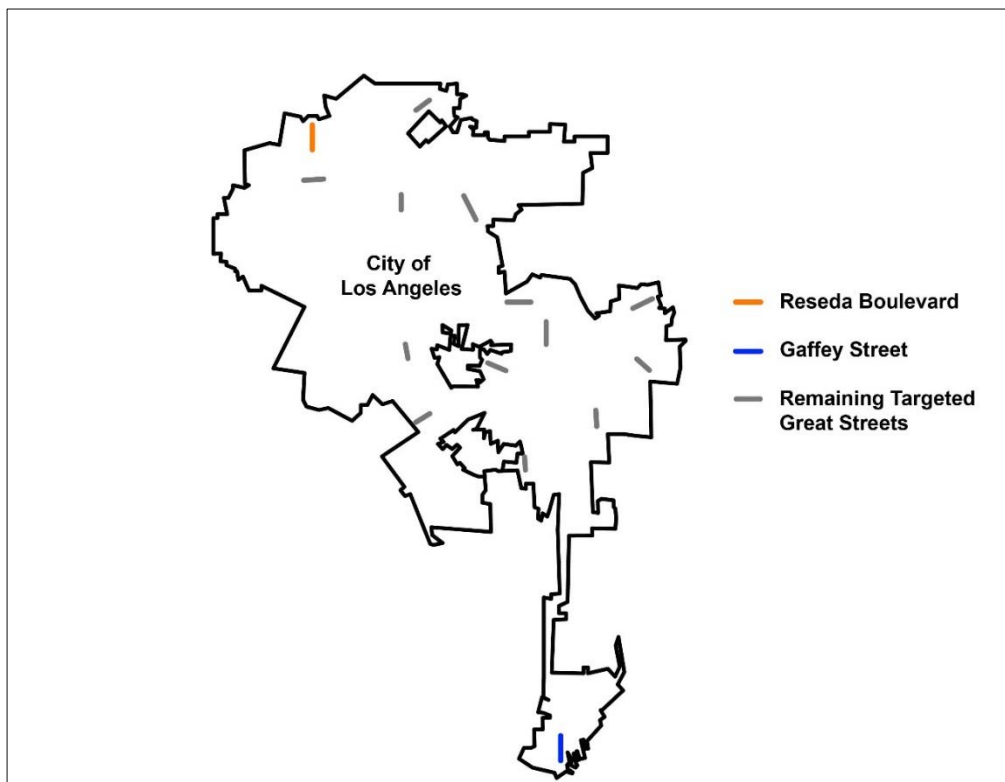 City of
Los Angeles
Reseda Boulevard
Gaffey Street
Remaining Targeted
Great Streets